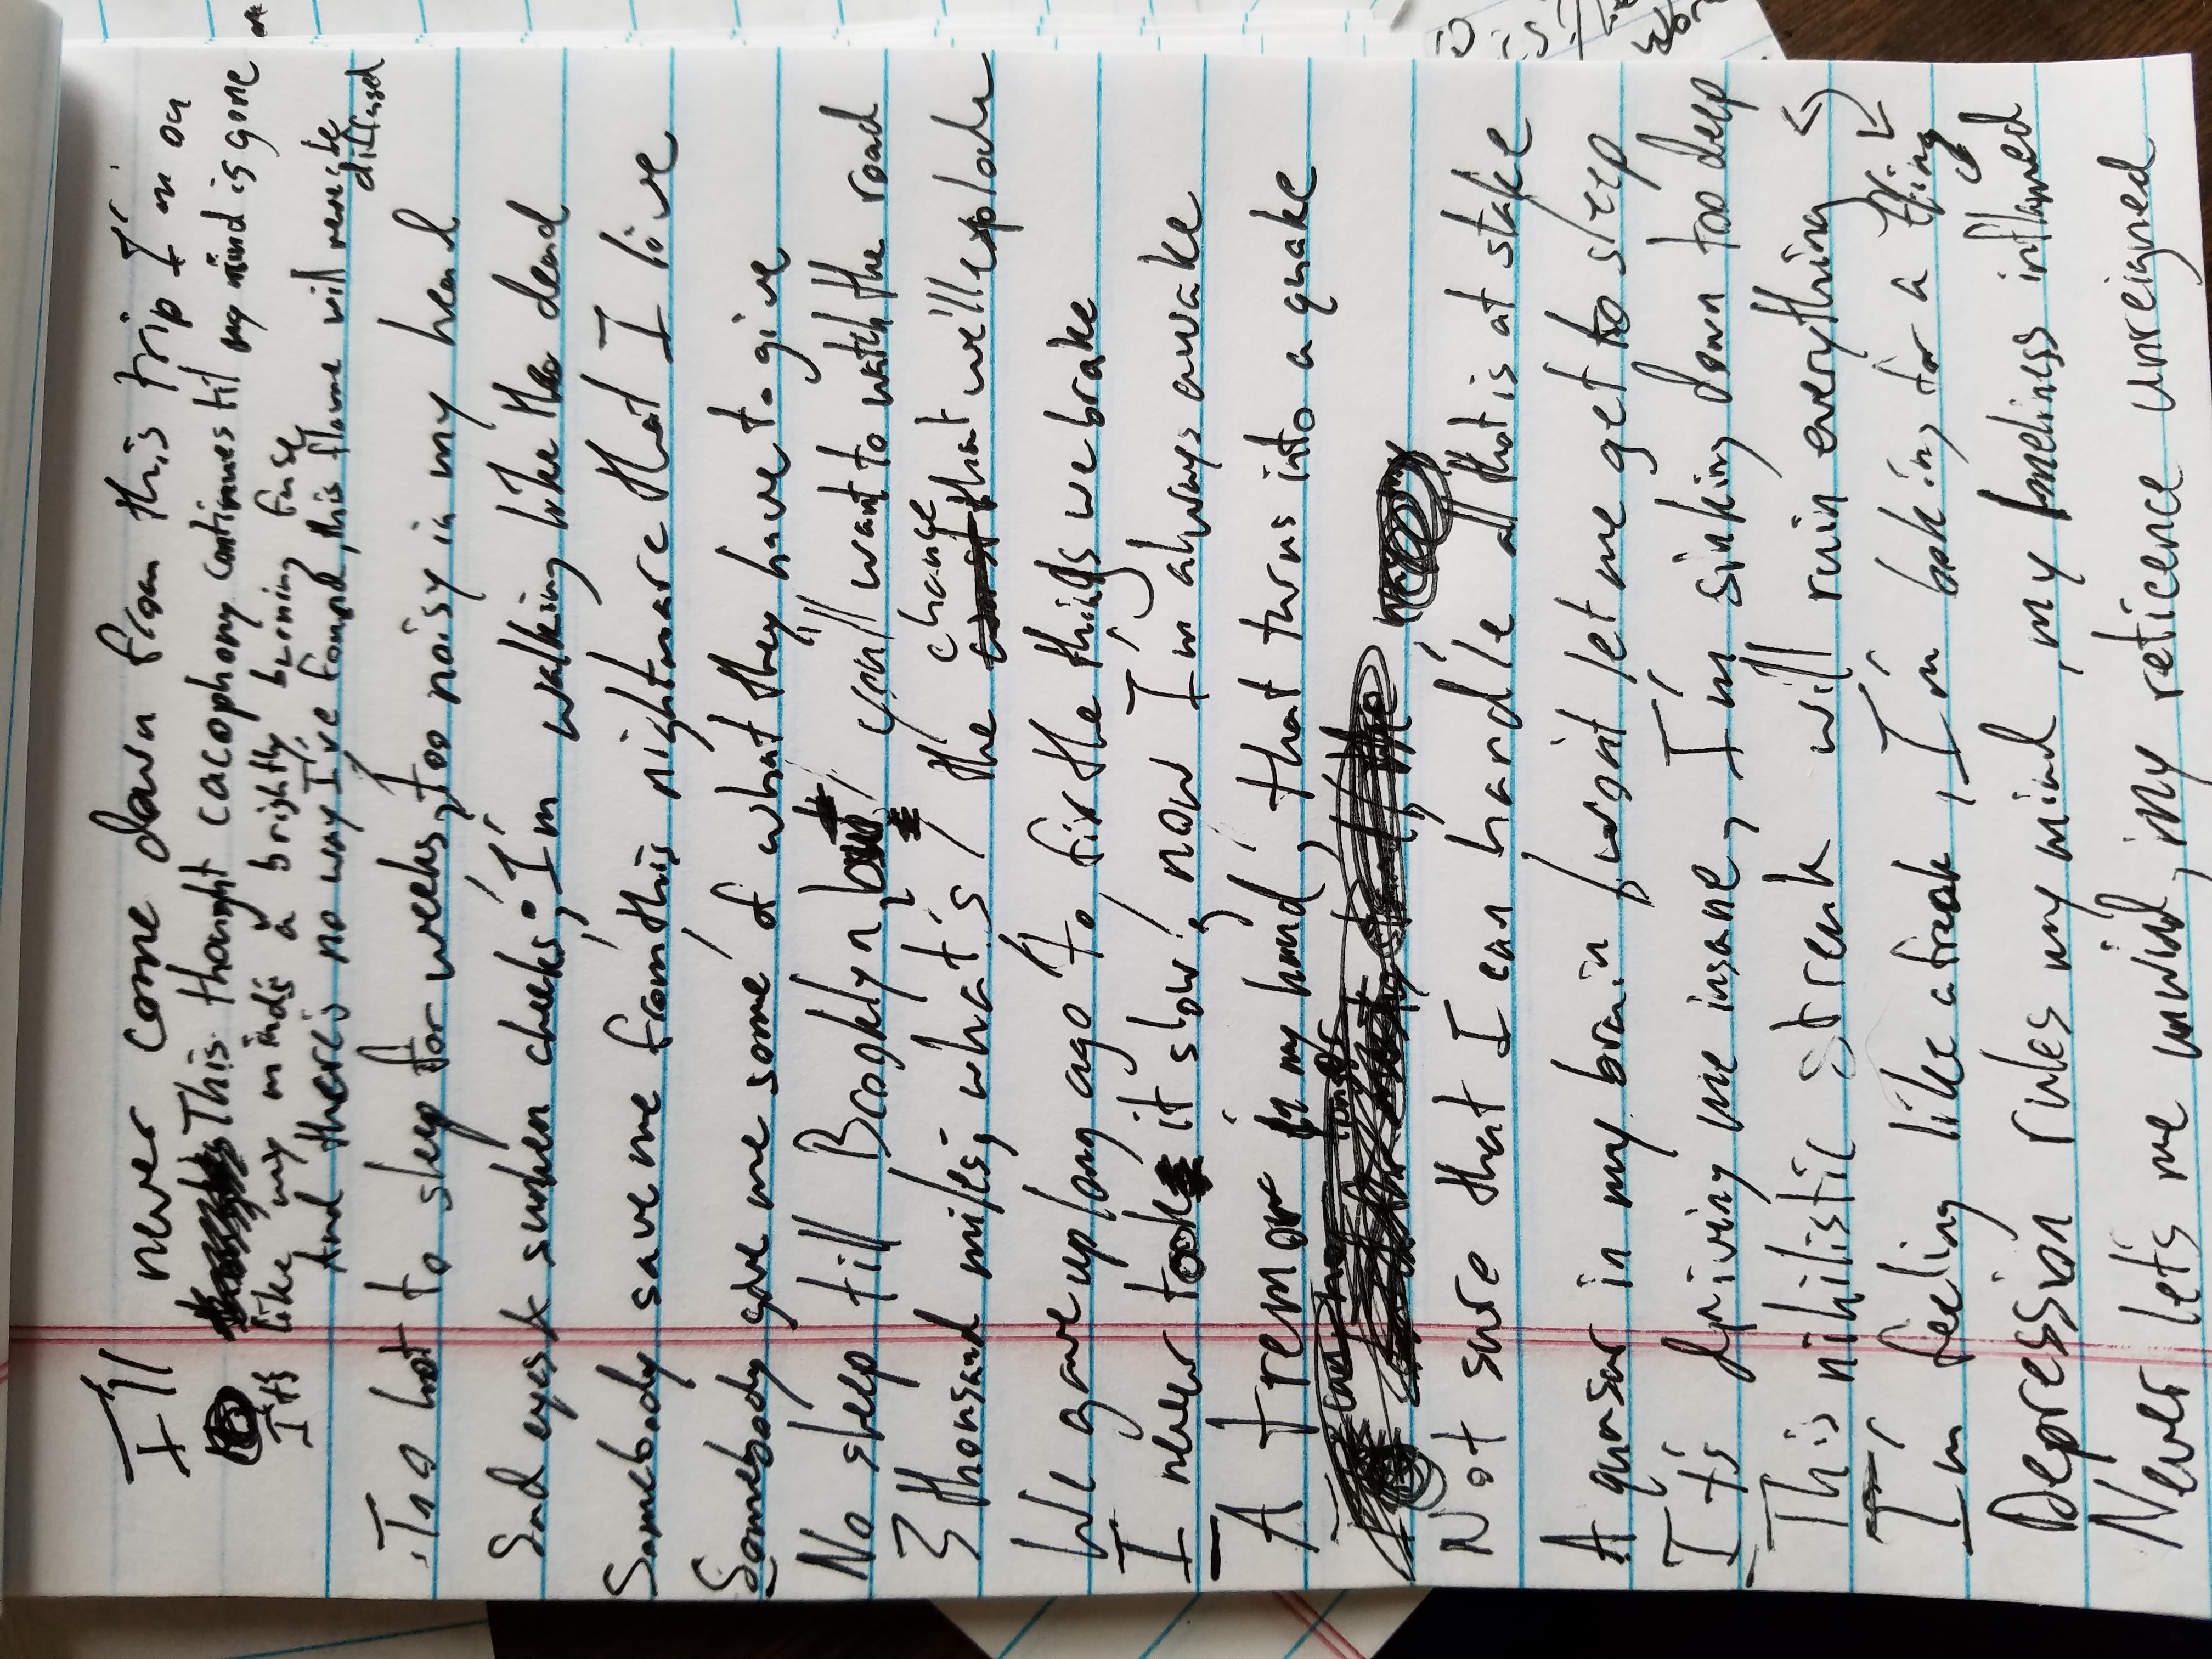 I'll never come down from this trip I'm on
This thought cacophony continues til my mind is gone
It's like my mind's a brightly burning fuse
And there's no way I've found, this flame will never be
diffused
Too hot to sleep for weeks, too noisy in my head
Sad eyes & sunken cheeks; I'm walking like the dead
Somebody save me from this nightmare that I live
Somebody give me some of what they have to give
No sleep till Brooklyn, but you'll want to watch the road
change
3 thousand miles; what's the that we'll explode
We gave up long ago to fix the things we brake
I never took it slow, now I'm always awake
A tremor in my hand, that turns into a quake
can no longer
the
Not sure that I can handle all that is at stake
A quasar in my brain, won't let me get to sleep
It's driving me insane, I'm sinking down too deep
This nihilistic streak will ruin everything
I'm feeling like a freak, I'm looking for a fling
Depression rules my mind, my loneliness inflamed
Never let's me unwind, my reticence unreigned